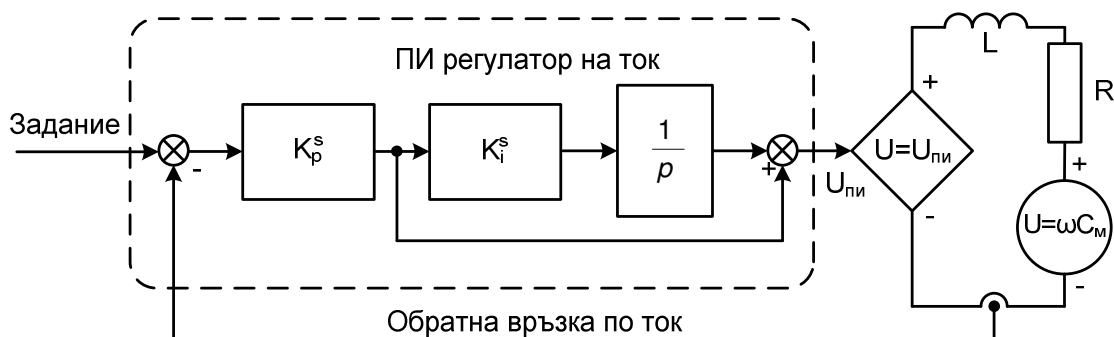 ПИ регулатор на ток
Задание
-
K_p^s
K_i^s
1
p
+
U_пи
+
U=U_пи
-
L
R
+
U=ωC_м
-
Обратна връзка по ток